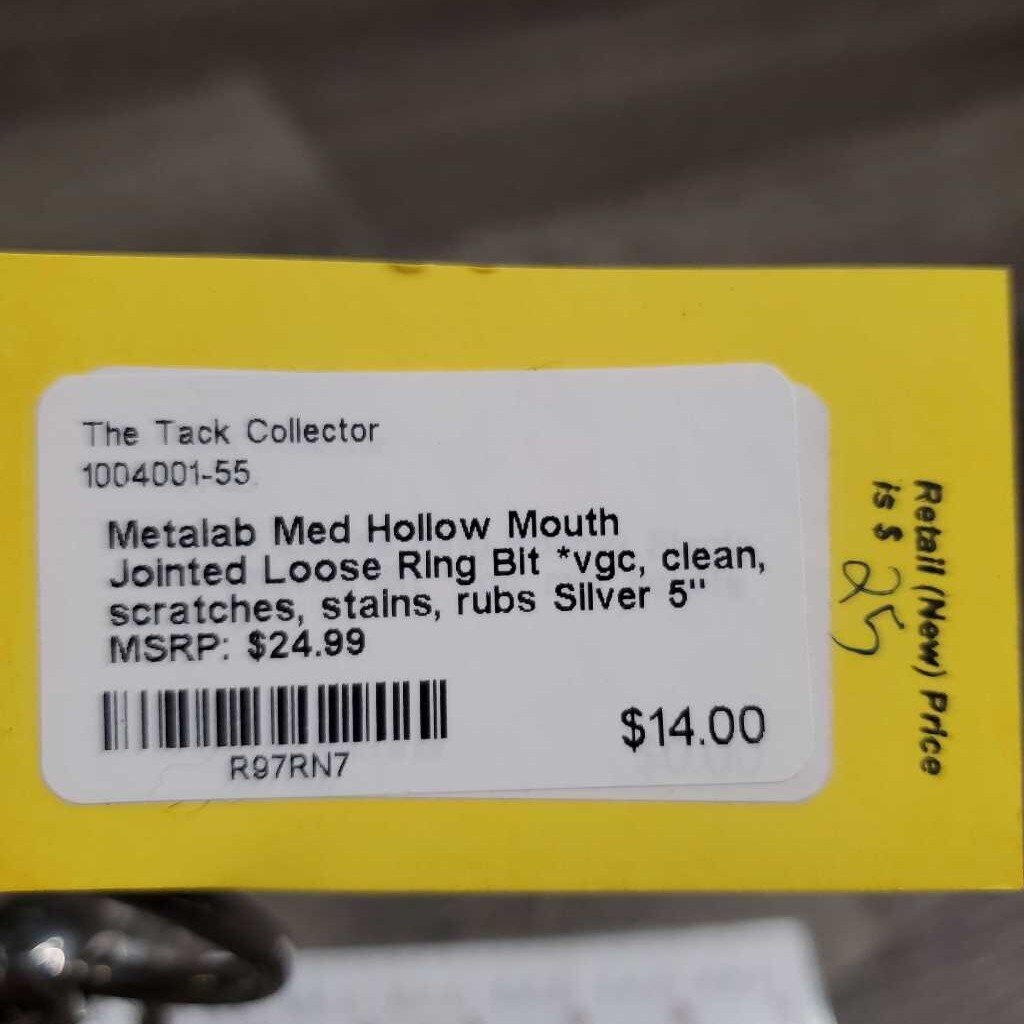 The Tack Collector
1004001-55
Metalab Med Hollow Mouth
Jointed Loose Ring Bit *vgc, clean,
scratches, stains, rubs Silver 5"
MSRP: $24.99
R97RN7
$14.00
Retail (New) Price
is $ 25